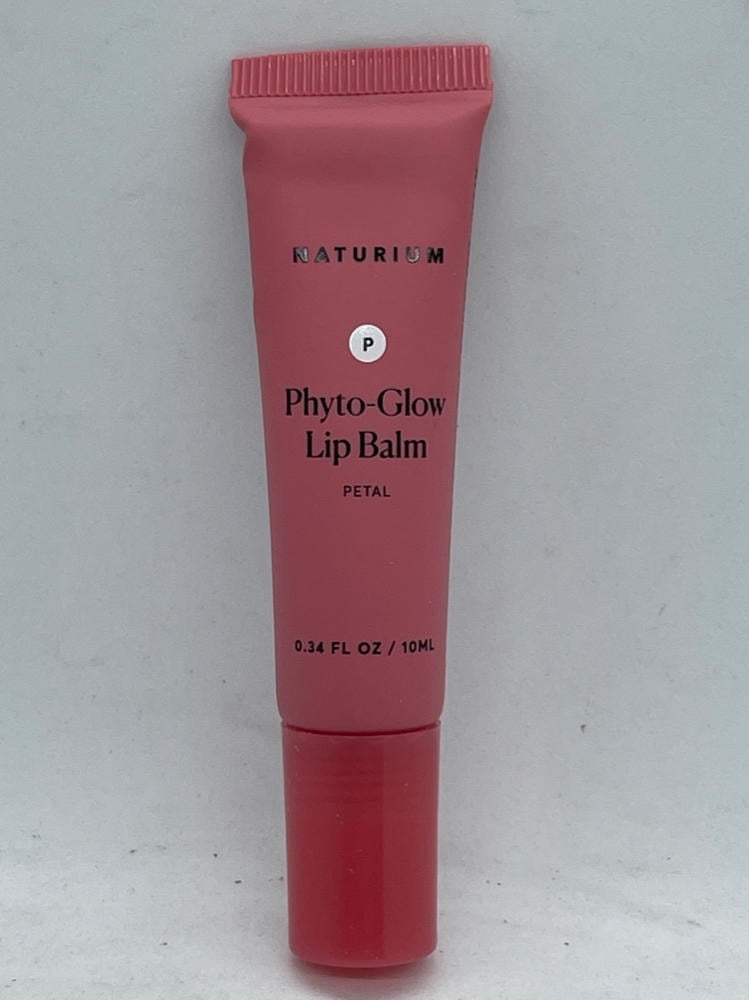 NATURIUM
P
Phyto-Glow
Lip Balm
PETAL
0.34 FL OZ / 10ML